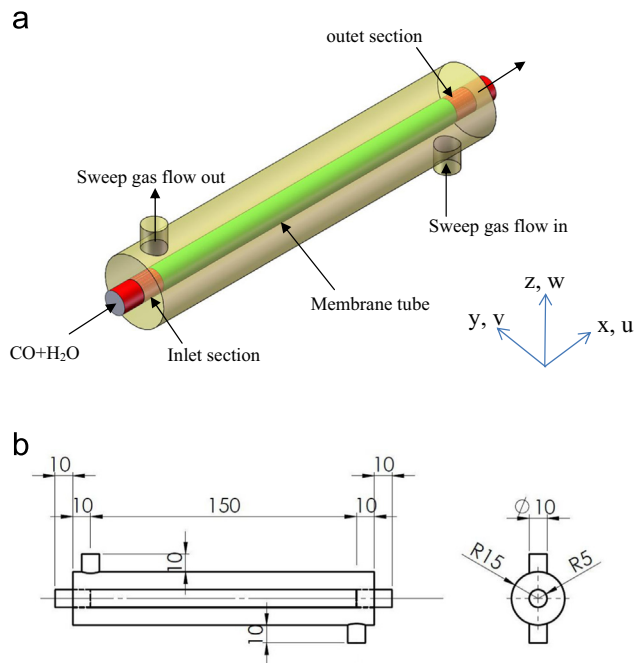 a
outet section
Sweep gas flow out
Sweep gas flow in
Membrane tube
Inlet section
CO+H₂O
z, w
y, v
x, u
b
10
10
10
150
10
10
10
Ø 10
R15
R5